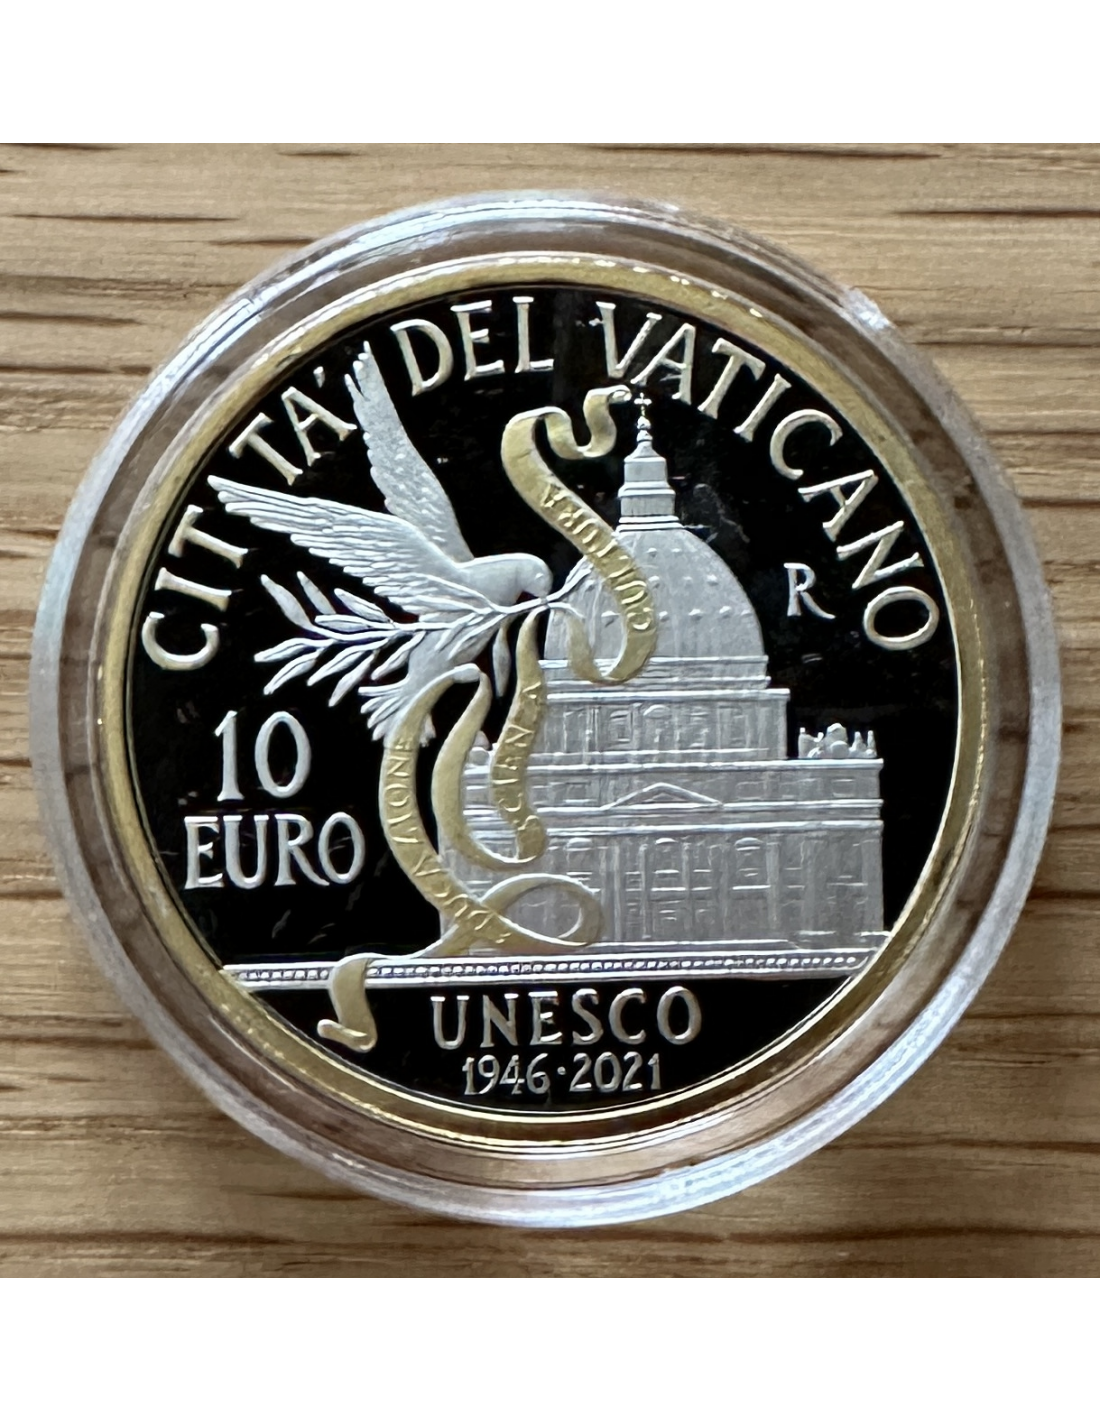 CITTA' DEL VATICANO
CULTURA
R
SCIENZA
10
EURO
EDUCAZIONE
UNESCO
1946·2021